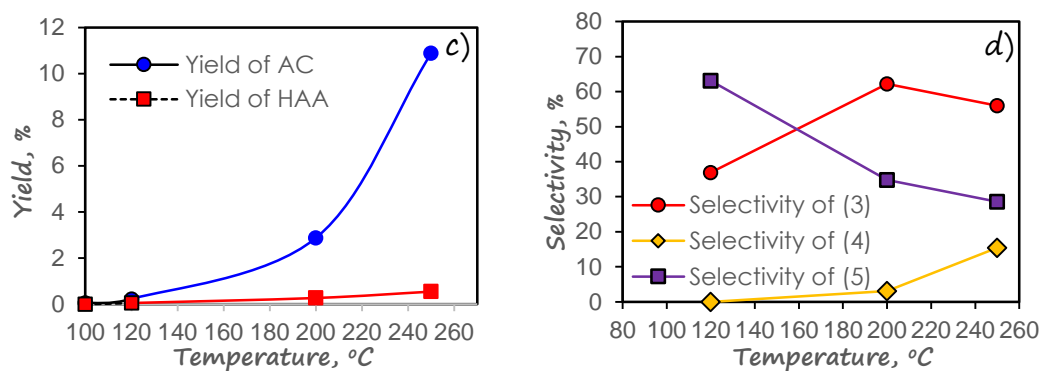 c)
12
10
8
6
4
2
0
Yield, %
Yield of AC
Yield of HAA
100 120 140 160 180 200 220 240 260
Temperature, °C
d)
80
70
60
50
40
30
20
10
0
Selectivity, %
Selectivity of (3)
Selectivity of (4)
Selectivity of (5)
80 100 120 140 160 180 200 220 240 260
Temperature, °C